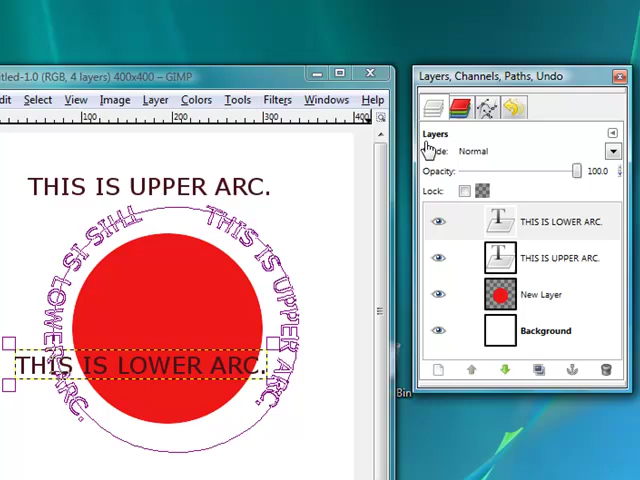 Layers, Channels, Paths, Undo
itled-1.0 (RGB, 4 layers) 400x400 – GIMP
dit Select View Image Layer Colors Tools Filters Windows Help
100 200 300 400
Layers
de: Normal
Opacity: 100.0
Lock:
THIS IS UPPER ARC.
THIS IS UPPER ARC.
THIS IS LOWER ARC.
THIS IS LOWER ARC.
THIS IS LOWER ARC.
THIS IS UPPER ARC.
New Layer
Background
Bin